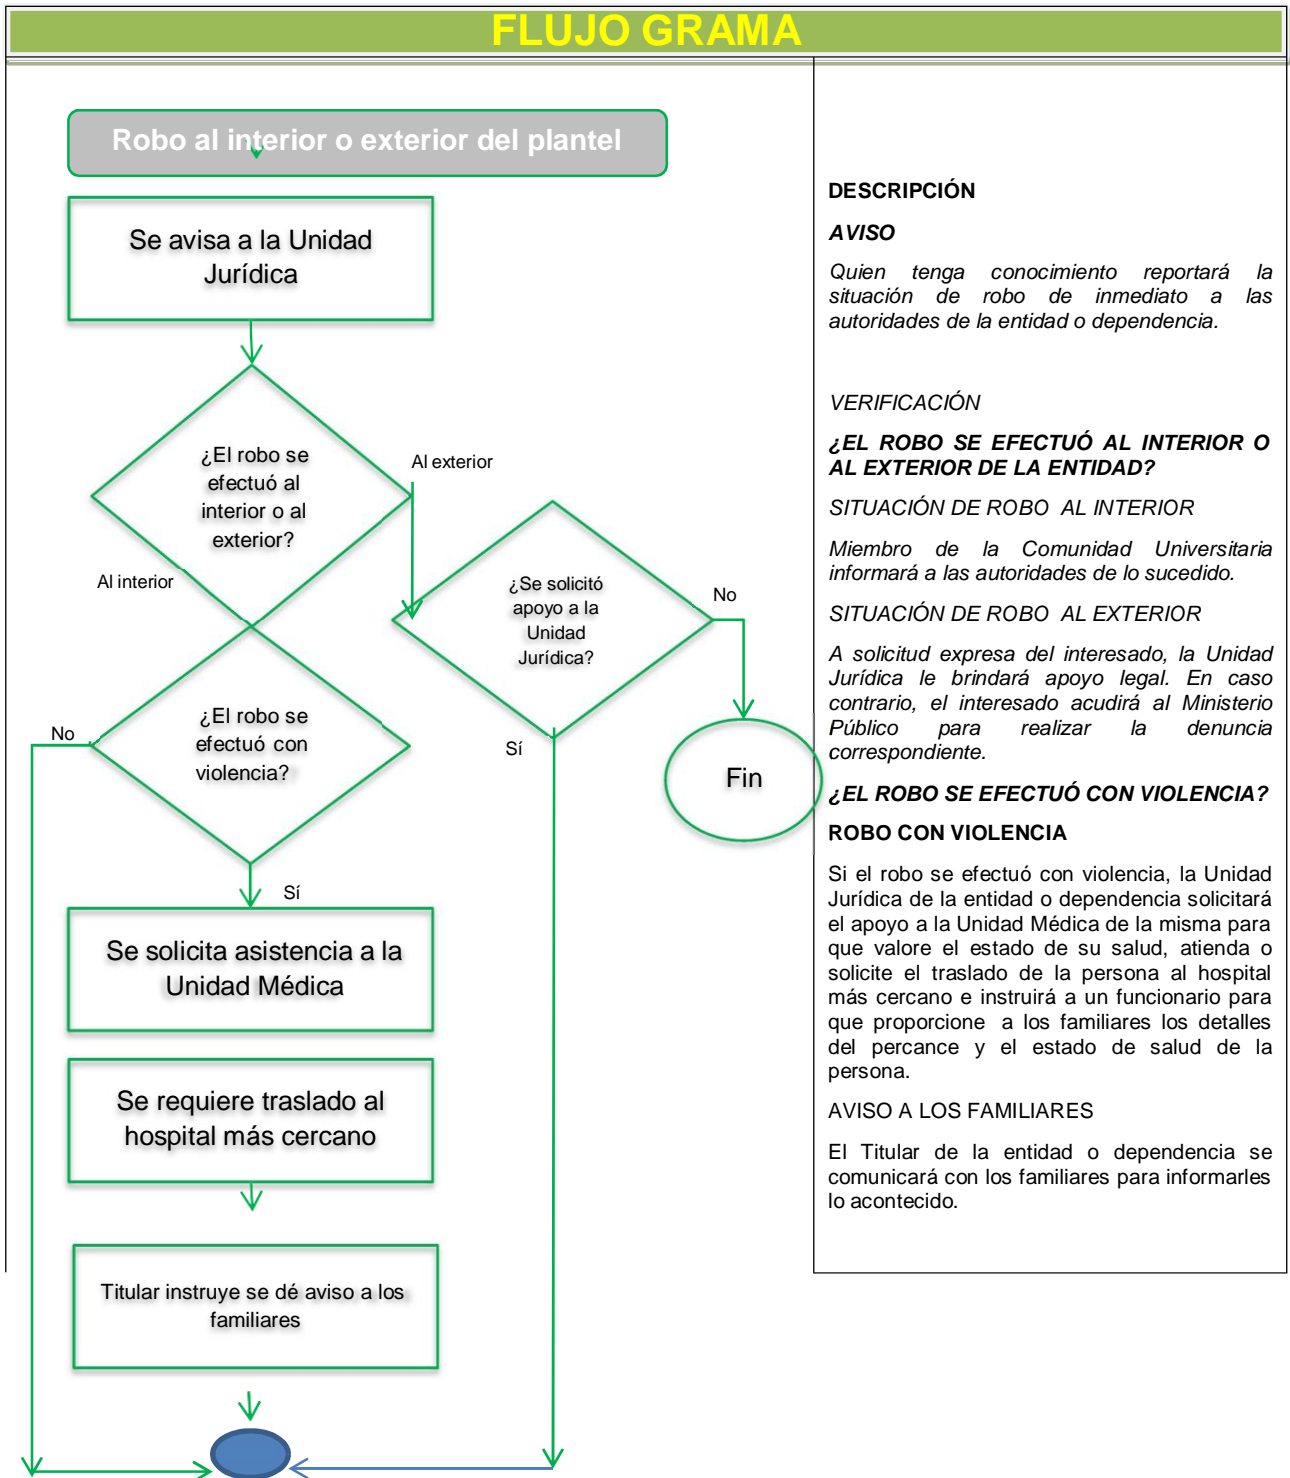 FLUJO GRAMA
Robo al interior o exterior del plantel
Se avisa a la Unidad
Jurídica
¿El robo se
efectuó al
interior o al
exterior?
Al exterior
Al interior
¿Se solicitó
apoyo a la
Unidad
Jurídica?
No
Sí
Fin
¿El robo se
efectuó con
violencia?
No
Sí
Se solicita asistencia a la
Unidad Médica
Se requiere traslado al
hospital más cercano
Titular instruye se dé aviso a los
familiares
DESCRIPCIÓN
AVISO
Quien tenga conocimiento reportará la
situación de robo de inmediato a las
autoridades de la entidad o dependencia.
VERIFICACIÓN
¿EL ROBO SE EFECTUÓ AL INTERIOR O
AL EXTERIOR DE LA ENTIDAD?
SITUACIÓN DE ROBO AL INTERIOR
Miembro de la Comunidad Universitaria
informará a las autoridades de lo sucedido.
SITUACIÓN DE ROBO AL EXTERIOR
A solicitud expresa del interesado, la Unidad
Jurídica le brindará apoyo legal. En caso
contrario, el interesado acudirá al Ministerio
Público para realizar la denuncia
correspondiente.
¿EL ROBO SE EFECTUÓ CON VIOLENCIA?
ROBO CON VIOLENCIA
Si el robo se efectuó con violencia, la Unidad
Jurídica de la entidad o dependencia solicitará
el apoyo a la Unidad Médica de la misma para
que valore el estado de su salud, atienda o
solicite el traslado de la persona al hospital
más cercano e instruirá a un funcionario para
que proporcione a los familiares los detalles
del percance y el estado de salud de la
persona.
AVISO A LOS FAMILIARES
El Titular de la entidad o dependencia se
comunicará con los familiares para informarles
lo acontecido.